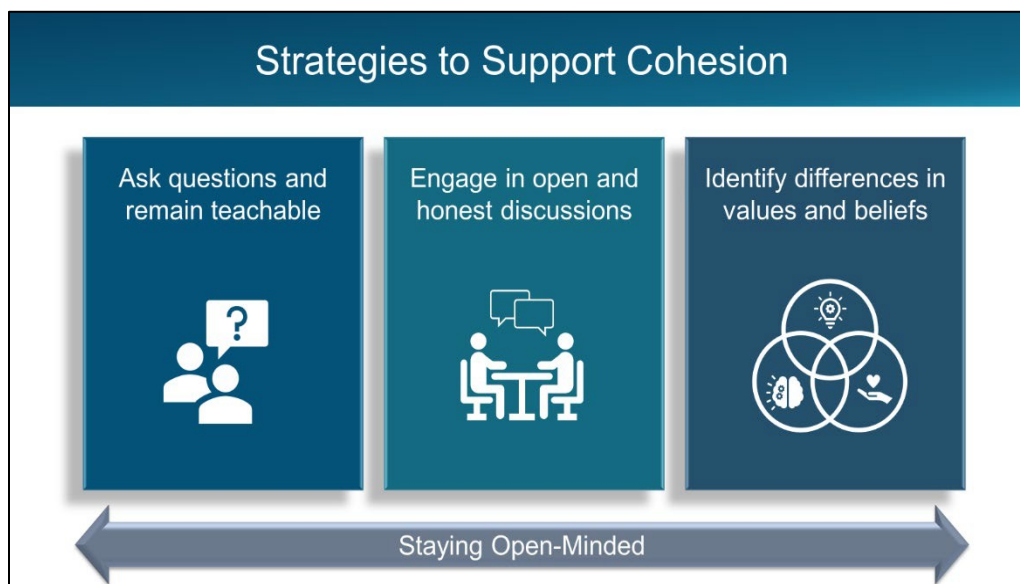 Strategies to Support Cohesion
Ask questions and
remain teachable
?
Engage in open and
honest discussions
Identify differences in
values and beliefs
Staying Open-Minded